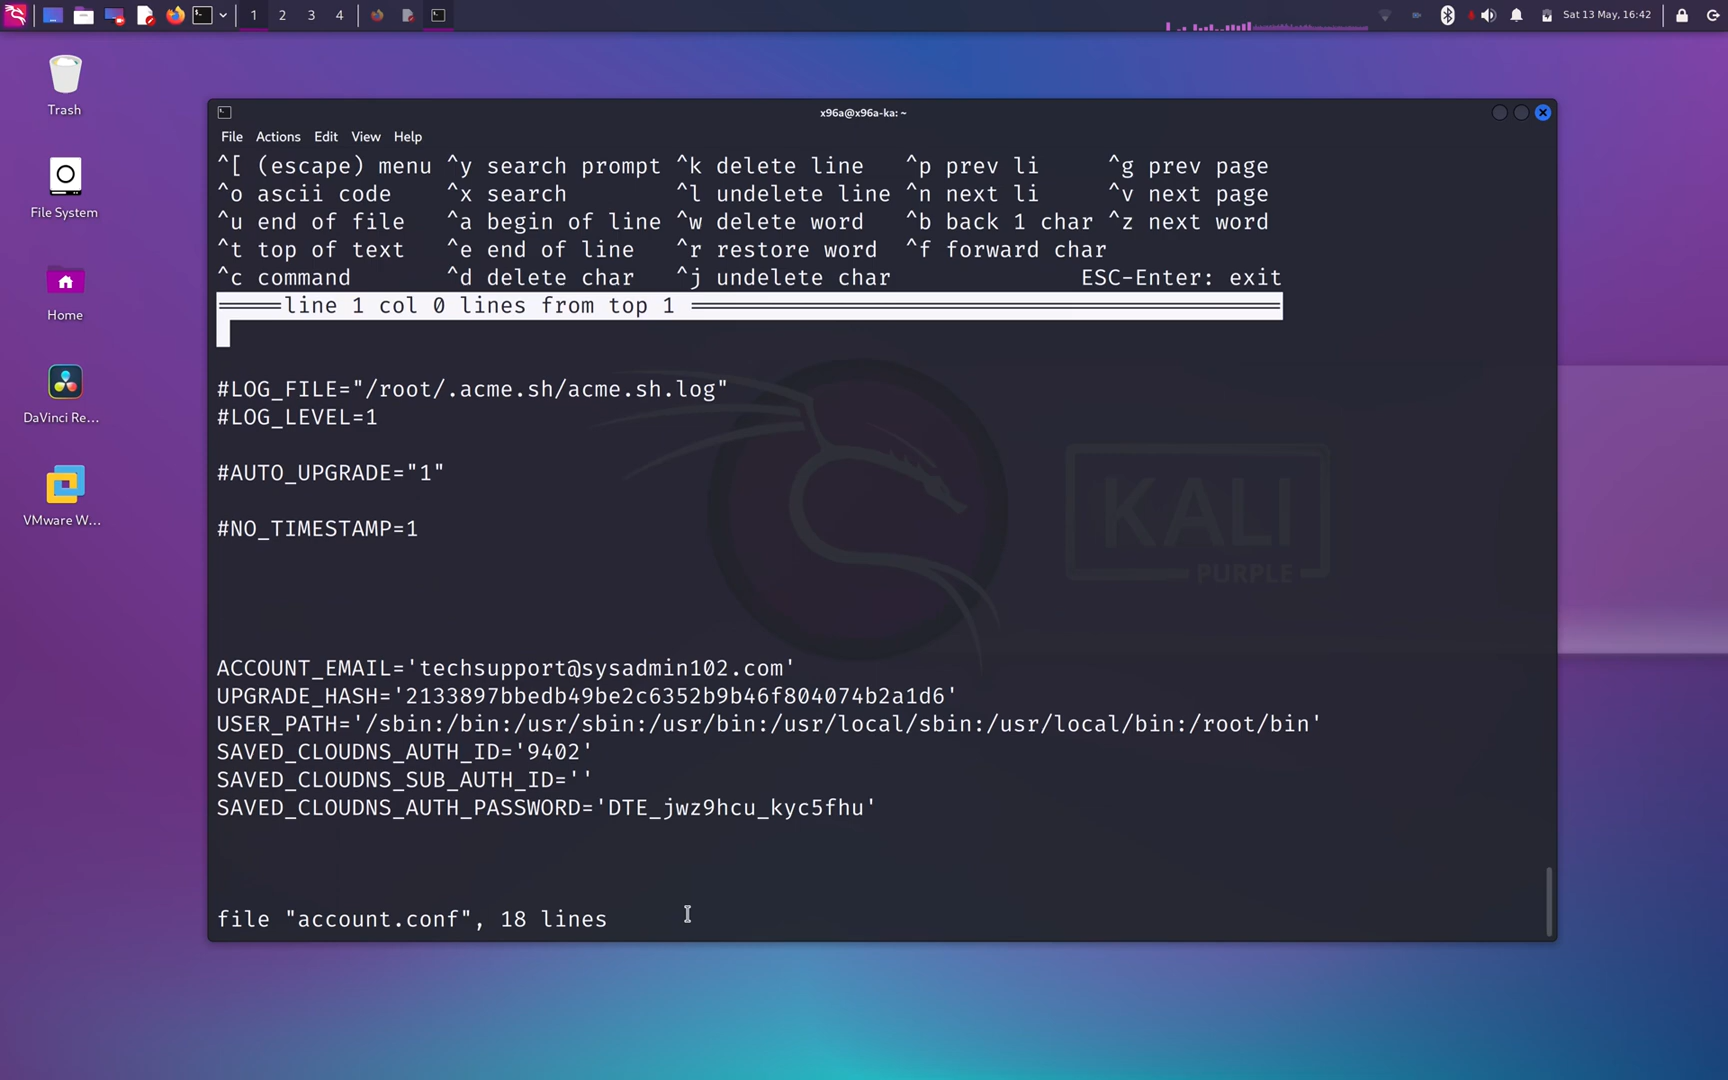 1 2 3 4 Sat 13 May, 16:42
Trash
File System
Home
DaVinci Re...
VMware W...
x96a@x96a-ka: ~
File Actions Edit View Help
^[ (escape) menu ^y search prompt ^k delete line ^p prev li ^g prev page
^o ascii code ^x search ^l undelete line ^n next li ^v next page
^u end of file ^a begin of line ^w delete word ^b back 1 char ^z next word
^t top of text ^e end of line ^r restore word ^f forward char
^c command ^d delete char ^j undelete char ESC-Enter: exit
=====line 1 col 0 lines from top 1 ============================================
#LOG_FILE="/root/.acme.sh/acme.sh.log"
#LOG_LEVEL=1
#AUTO_UPGRADE="1"
#NO_TIMESTAMP=1
KALI
PURPLE
ACCOUNT_EMAIL='techsupport@sysadmin102.com'
UPGRADE_HASH='2133897bbedb49be2c6352b9b46f804074b2a1d6'
USER_PATH='/sbin:/bin:/usr/sbin:/usr/bin:/usr/local/sbin:/usr/local/bin:/root/bin'
SAVED_CLOUDNS_AUTH_ID='9402'
SAVED_CLOUDNS_SUB_AUTH_ID=''
SAVED_CLOUDNS_AUTH_PASSWORD='DTE_jwz9hcu_kyc5fhu'
file "account.conf", 18 lines